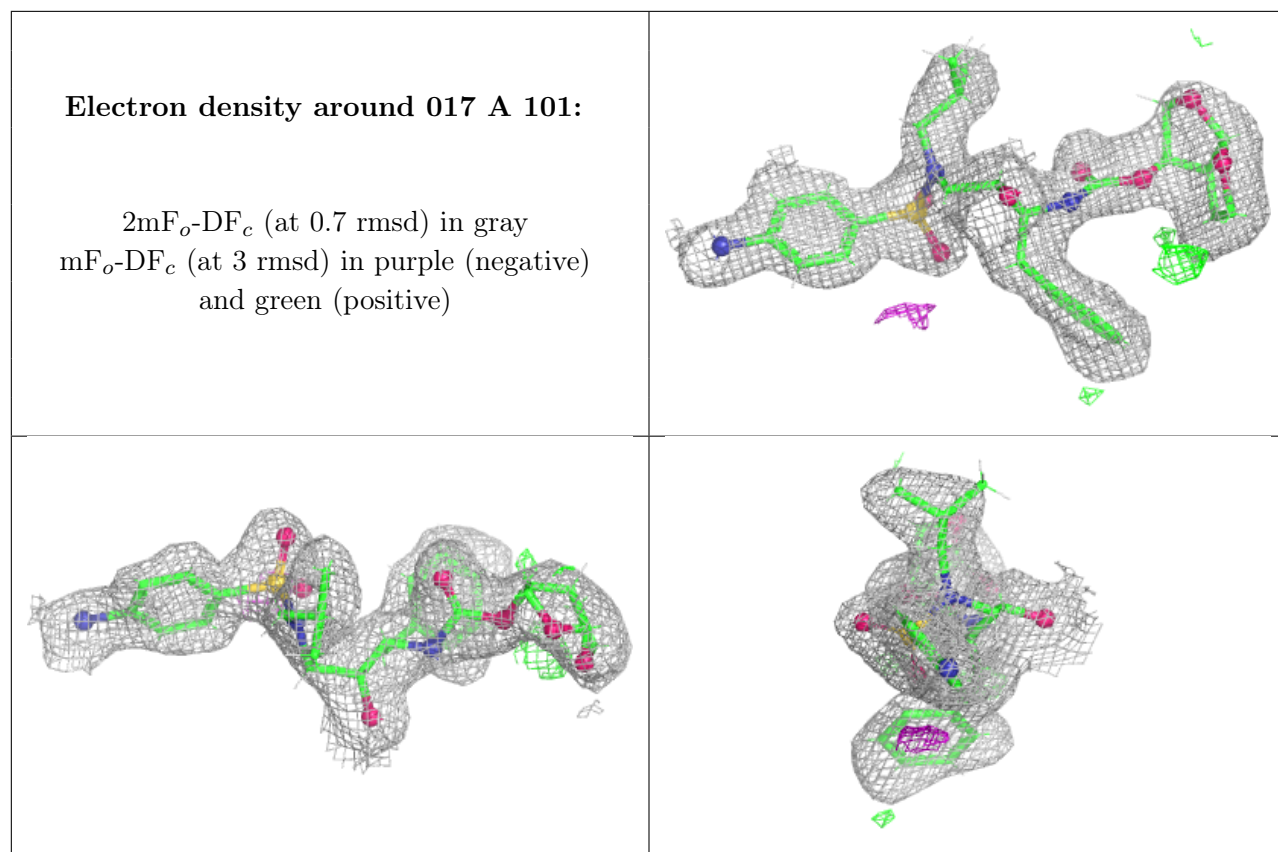 Electron density around 017 A 101:
2mFo-DFc (at 0.7 rmsd) in gray
mFo-DFc (at 3 rmsd) in purple (negative)
and green (positive)